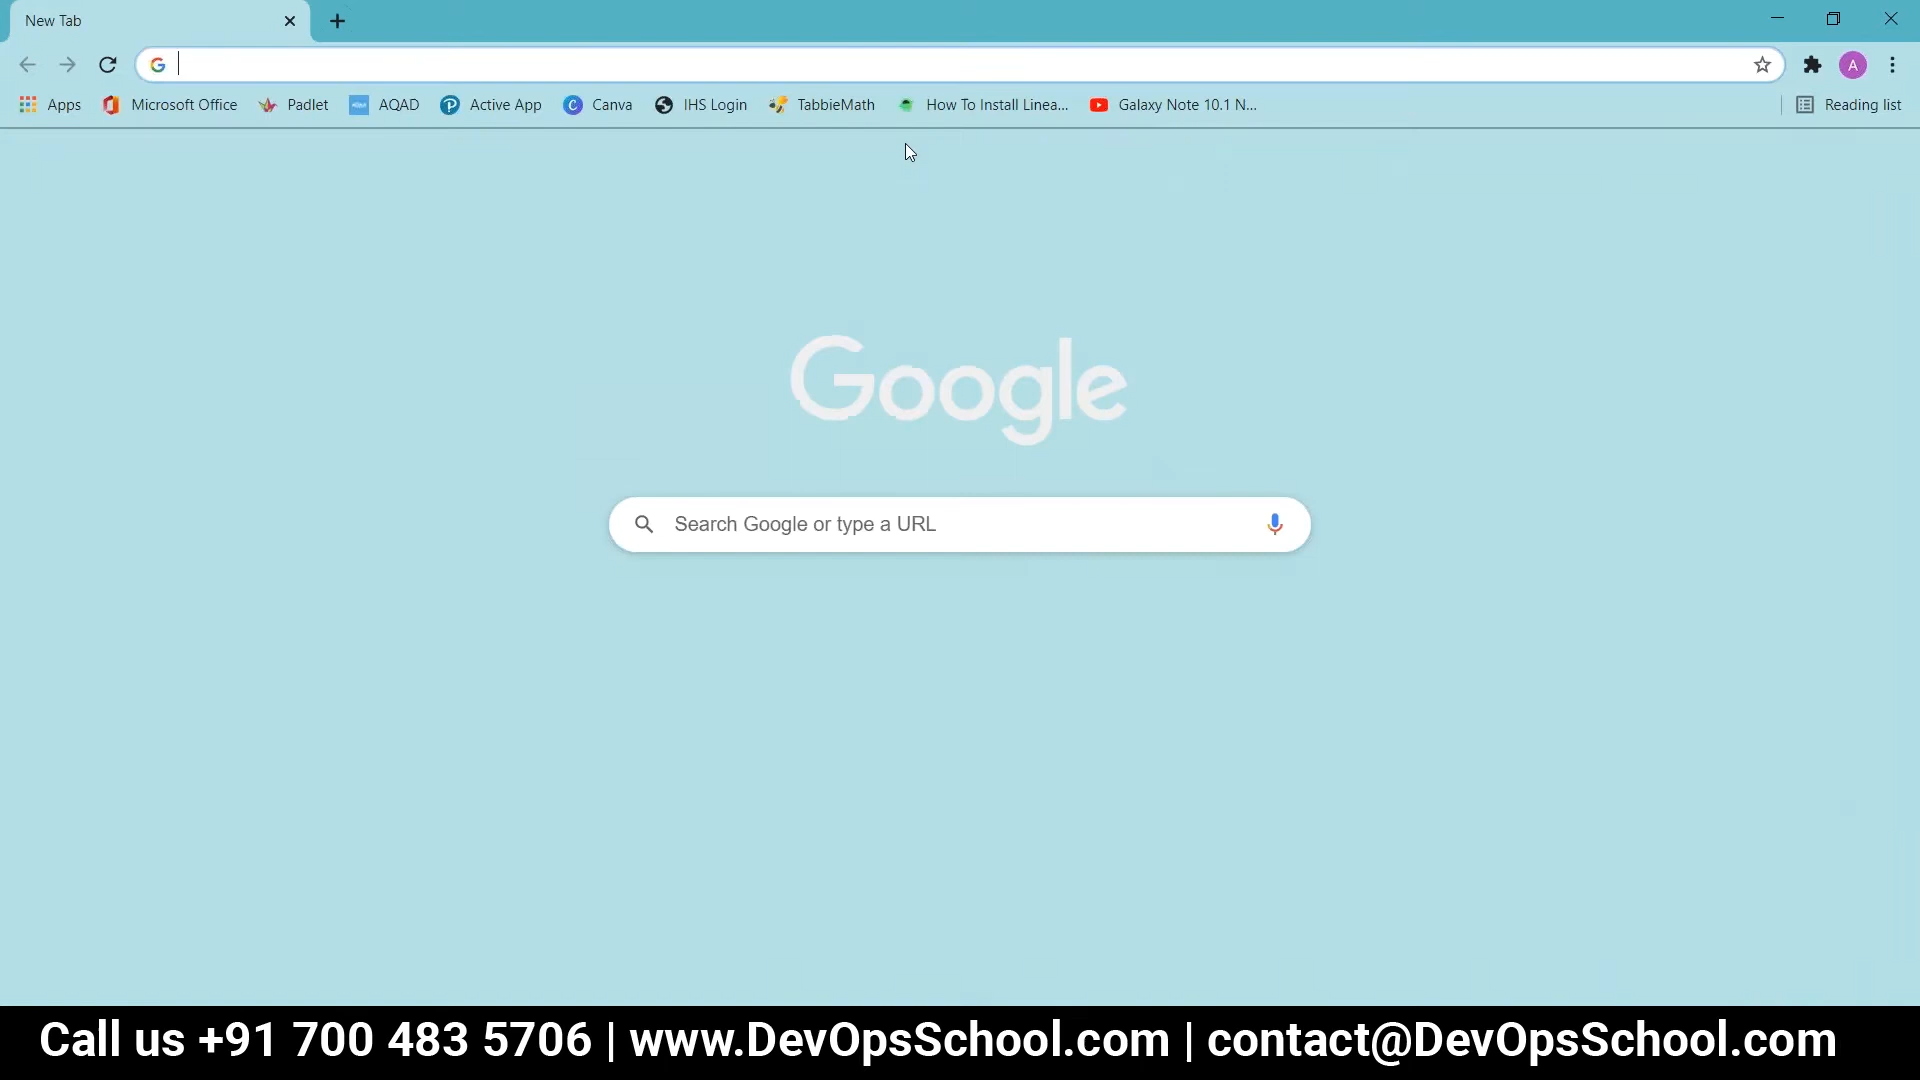 New Tab
Apps Microsoft Office Padlet AQAD Active App Canva IHS Login TabbieMath How To Install Linea... Galaxy Note 10.1 N... Reading list
A
Google
Search Google or type a URL
Call us +91 700 483 5706 | www.DevOpsSchool.com | contact@DevOpsSchool.com